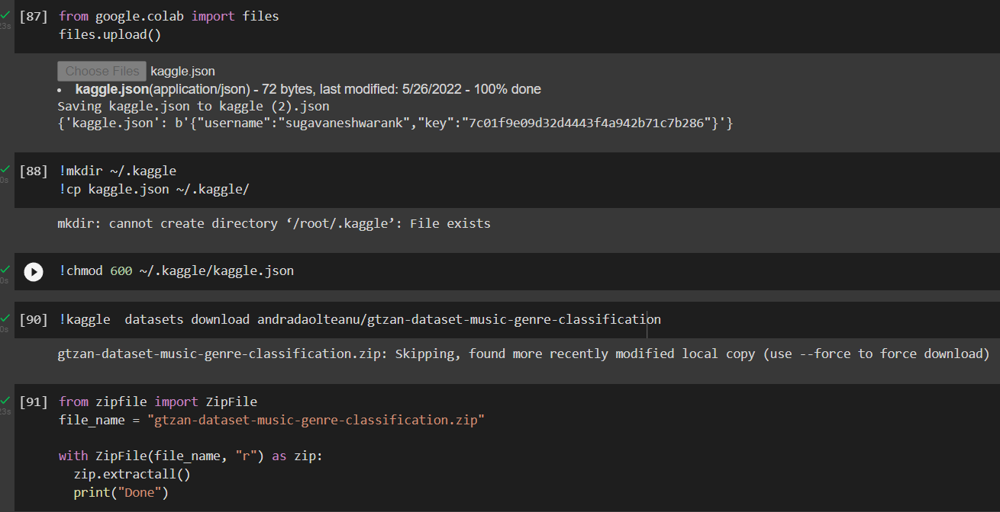 [87] from google.colab import files
23s
files.upload()
Choose Files kaggle.json
• kaggle.json(application/json) - 72 bytes, last modified: 5/26/2022 - 100% done
Saving kaggle.json to kaggle (2).json
{'kaggle.json': b'{"username":"sugavaneshwarank","key":"7c01f9e09d32d4443f4a942b71c7b286"}'}
[88] !mkdir ~/.kaggle
0s
!cp kaggle.json ~/.kaggle/
mkdir: cannot create directory ‘/root/.kaggle’: File exists
!chmod 600 ~/.kaggle/kaggle.json
0s
[90] !kaggle  datasets download andradaolteanu/gtzan-dataset-music-genre-classification
0s
gtzan-dataset-music-genre-classification.zip: Skipping, found more recently modified local copy (use --force to force download)
[91] from zipfile import ZipFile
23s
file_name = "gtzan-dataset-music-genre-classification.zip"
with ZipFile(file_name, "r") as zip:
zip.extractall()
print("Done")